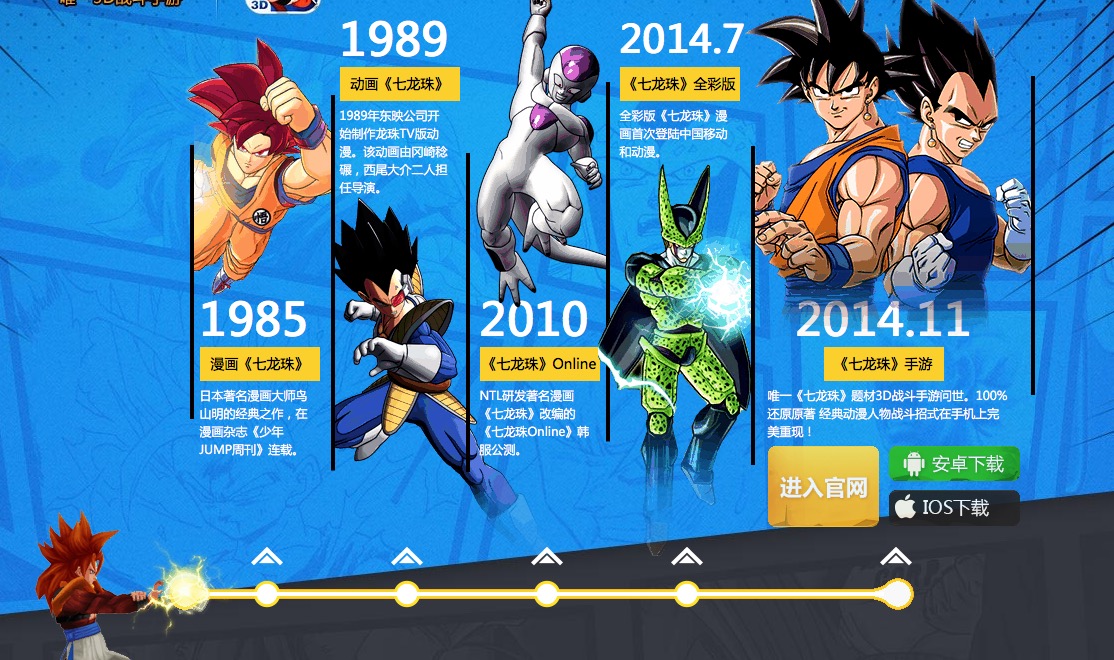 3D
1989
动画《七龙珠》
1989年东映公司开
始制作龙珠TV版动
漫。该动画由冈崎稔
碾，西尾大介二人担
任导演。
2014.7
《七龙珠》全彩版
全彩版《七龙珠》漫
画首次登陆中国移动
和动漫。
悟
1985
漫画《七龙珠》
日本著名漫画大师鸟
山明的经典之作，在
漫画杂志《少年
JUMP周刊》连载。
2010
《七龙珠》Online
NTL研发著名漫画
《七龙珠》改编的
《七龙珠Online》韩
服公测。
2014.11
《七龙珠》手游
唯一《七龙珠》题材3D战斗手游问世。100%
还原原著 经典动漫人物战斗招式在手机上完
美重现！
进入官网
安卓下载
IOS下载